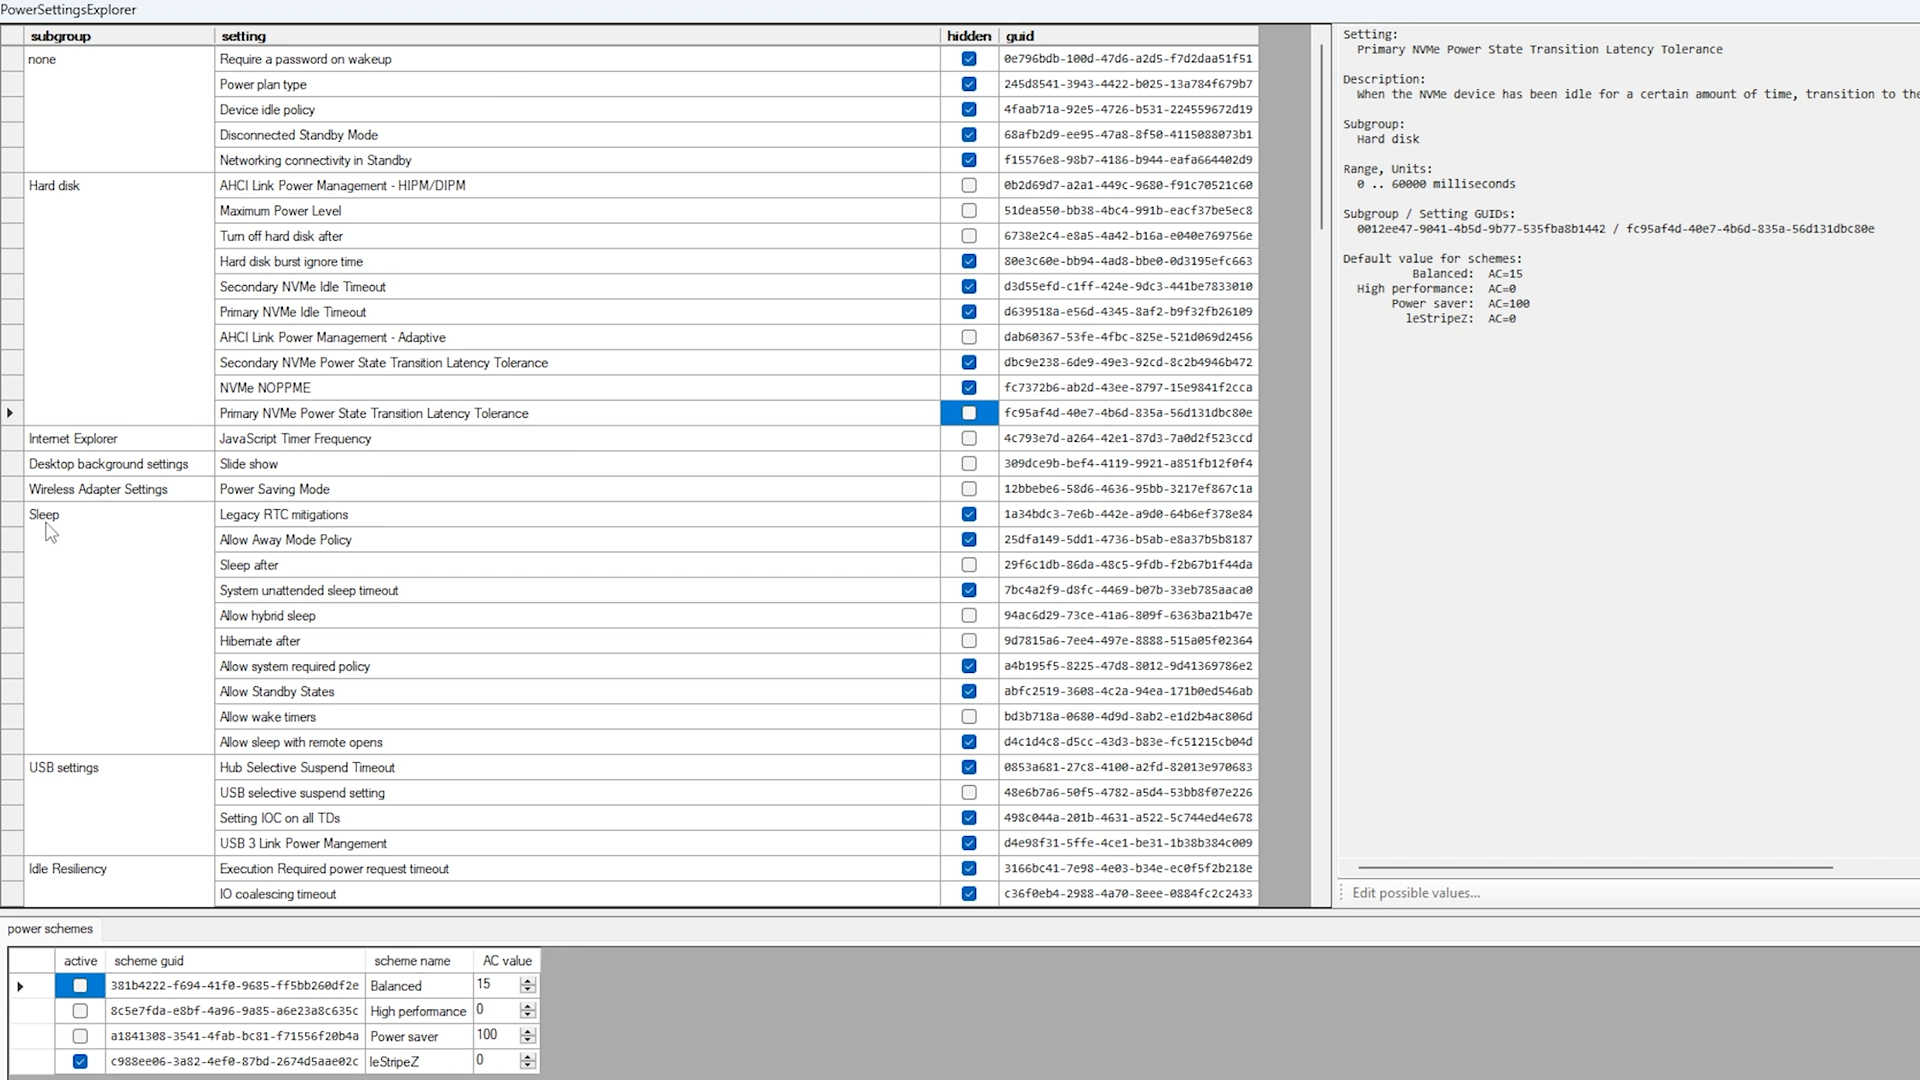 PowerSettingsExplorer
subgroup setting hidden guid
none Require a password on wakeup 0e796bdb-100d-47d6-a2d5-f7d2daa51f51
Power plan type 245d8541-3943-4422-b025-13a784f679b7
Device idle policy 4faab71a-92e5-4726-b531-224559672d19
Disconnected Standby Mode 68afb2d9-ee95-47a8-8f50-4115088073b1
Networking connectivity in Standby f15576e8-98b7-4186-b944-eafa664402d9
Hard disk AHCI Link Power Management - HIPM/DIPM 0b2d69d7-a2a1-449c-9680-f91c70521c60
Maximum Power Level 51dea550-bb38-4bc4-991b-eacf37be5ec8
Turn off hard disk after 6738e2c4-e8a5-4a42-b16a-e040e769756e
Hard disk burst ignore time 80e3c60e-bb94-4ad8-bbe0-0d3195efc663
Secondary NVMe Idle Timeout d3d55efd-c1ff-424e-9dc3-441be7833010
Primary NVMe Idle Timeout d639518a-e56d-4345-8af2-b9f32fb26109
AHCI Link Power Management - Adaptive dab60367-53fe-4fbc-825e-521d069d2456
Secondary NVMe Power State Transition Latency Tolerance dbc9e238-6de9-49e3-92cd-8c2b4946b472
NVMe NOPPME fc7372b6-ab2d-43ee-8797-15e9841f2cca
Primary NVMe Power State Transition Latency Tolerance fc95af4d-40e7-4b6d-835a-56d131dbc80e
Internet Explorer JavaScript Timer Frequency 4c793e7d-a264-42e1-87d3-7a0d2f523ccd
Desktop background settings Slide show 309dce9b-bef4-4119-9921-a851fb12f0f4
Wireless Adapter Settings Power Saving Mode 12bbebe6-58d6-4636-95bb-3217ef867c1a
Sleep Legacy RTC mitigations 1a34bdc3-7e6b-442e-a9d0-64b6ef378e84
Allow Away Mode Policy 25dfa149-5dd1-4736-b5ab-e8a37b5b8187
Sleep after 29f6c1db-86da-48c5-9fdb-f2b67b1f44da
System unattended sleep timeout 7bc4a2f9-d8fc-4469-b07b-33eb785aaca0
Allow hybrid sleep 94ac6d29-73ce-41a6-809f-6363ba21b47e
Hibernate after 9d7815a6-7ee4-497e-8888-515a05f02364
Allow system required policy a4b195f5-8225-47d8-8012-9d41369786e2
Allow Standby States abfc2519-3608-4c2a-94ea-171b0ed546ab
Allow wake timers bd3b718a-0680-4d9d-8ab2-e1d2b4ac806d
Allow sleep with remote opens d4c1d4c8-d5cc-43d3-b83e-fc51215cb04d
USB settings Hub Selective Suspend Timeout 0853a681-27c8-4100-a2fd-82013e970683
USB selective suspend setting 48e6b7a6-50f5-4782-a5d4-53bb8f07e226
Setting IOC on all TDs 498c044a-201b-4631-a522-5c744ed4e678
USB 3 Link Power Mangement d4e98f31-5ffe-4ce1-be31-1b38b384c009
Idle Resiliency Execution Required power request timeout 3166bc41-7e98-4e03-b34e-ec0f5f2b218e
IO coalescing timeout c36f0eb4-2988-4a70-8eee-0884fc2c2433
Setting:
Primary NVMe Power State Transition Latency Tolerance
Description:
When the NVMe device has been idle for a certain amount of time, transition to the
Subgroup:
Hard disk
Range, Units:
0 .. 60000 milliseconds
Subgroup / Setting GUIDs:
0012ee47-9041-4b5d-9b77-535fba8b1442 / fc95af4d-40e7-4b6d-835a-56d131dbc80e
Default value for schemes:
Balanced: AC=15
High performance: AC=0
Power saver: AC=100
leStripeZ: AC=0
Edit possible values...
power schemes
active scheme guid scheme name AC value
381b4222-f694-41f0-9685-ff5bb260df2e Balanced 15
8c5e7fda-e8bf-4a96-9a85-a6e23a8c635c High performance 0
a1841308-3541-4fab-bc81-f71556f20b4a Power saver 100
c988ee06-3a82-4ef0-87bd-2674d5aae02c leStripeZ 0